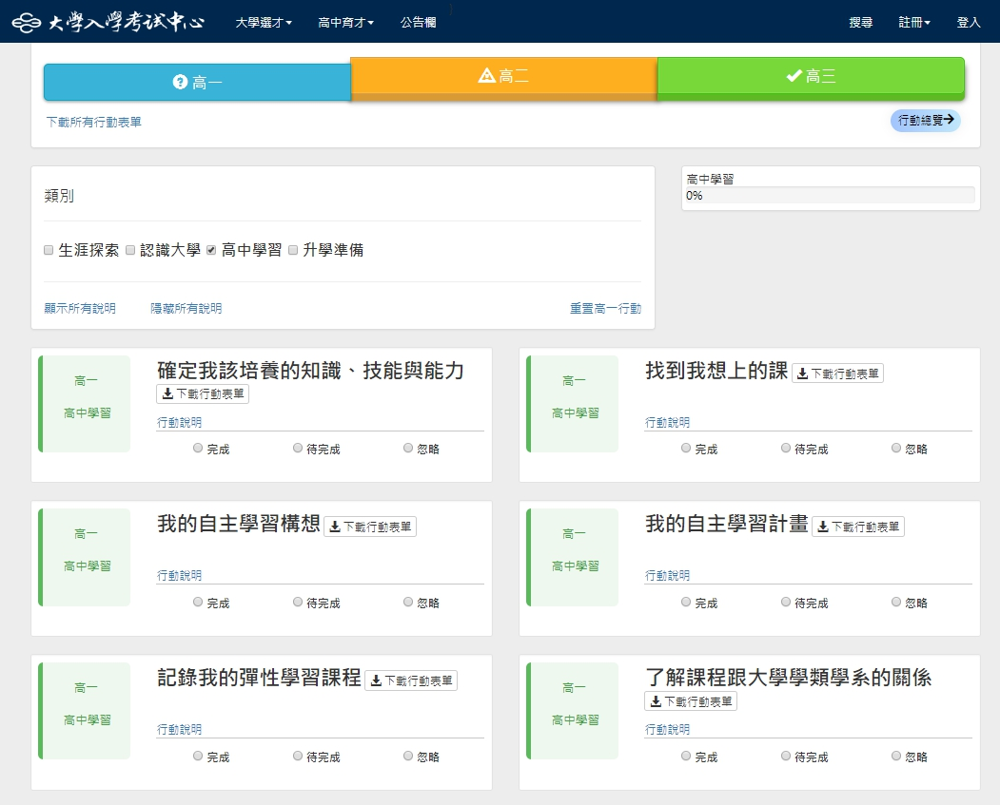 大學入學考試中心 大學選才 高中育才 公告欄 搜尋 註冊 登入
高一 高二 高三
下載所有行動表單 行動總覽
類別
生涯探索 認識大學 高中學習 升學準備
顯示所有說明 隱藏所有說明 重置高一行動
高中學習
0%
高一
高中學習
確定我該培養的知識、技能與能力
下載行動表單
行動說明
完成 待完成 忽略
高一
高中學習
找到我想上的課 下載行動表單
行動說明
完成 待完成 忽略
高一
高中學習
我的自主學習構想 下載行動表單
行動說明
完成 待完成 忽略
高一
高中學習
我的自主學習計畫 下載行動表單
行動說明
完成 待完成 忽略
高一
高中學習
記錄我的彈性學習課程 下載行動表單
行動說明
完成 待完成 忽略
高一
高中學習
了解課程跟大學學類學系的關係
下載行動表單
行動說明
完成 待完成 忽略